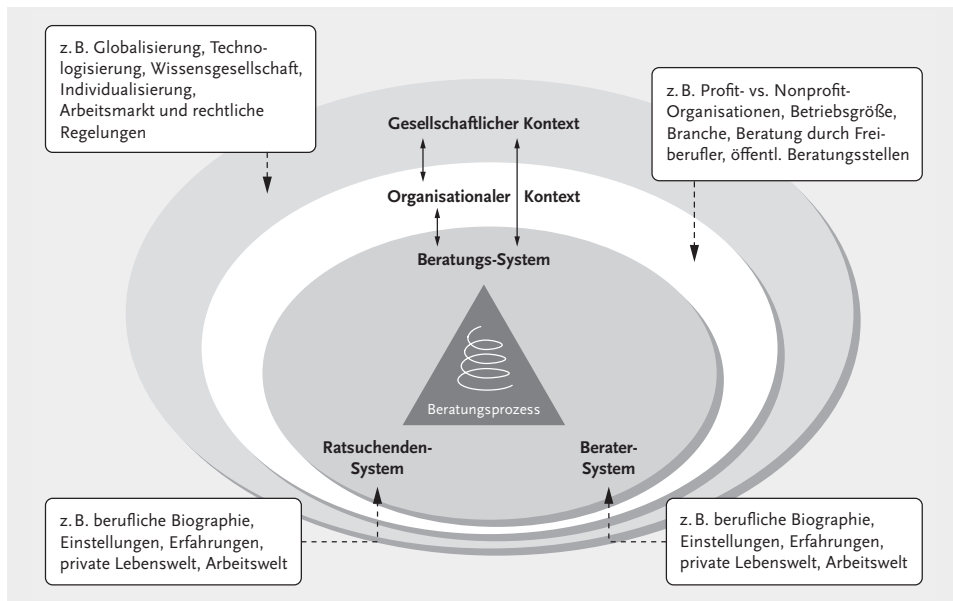 z. B. Globalisierung, Techno-
logisierung, Wissensgesellschaft,
Individualisierung,
Arbeitsmarkt und rechtliche
Regelungen
z. B. Profit- vs. Nonprofit-
Organisationen, Betriebsgröße,
Branche, Beratung durch Frei-
berufler, öffentl. Beratungsstellen
Gesellschaftlicher Kontext
Organisationaler Kontext
Beratungs-System
Beratungsprozess
Ratsuchenden-
System
Berater-
System
z. B. berufliche Biographie,
Einstellungen, Erfahrungen,
private Lebenswelt, Arbeitswelt
z. B. berufliche Biographie,
Einstellungen, Erfahrungen,
private Lebenswelt, Arbeitswelt